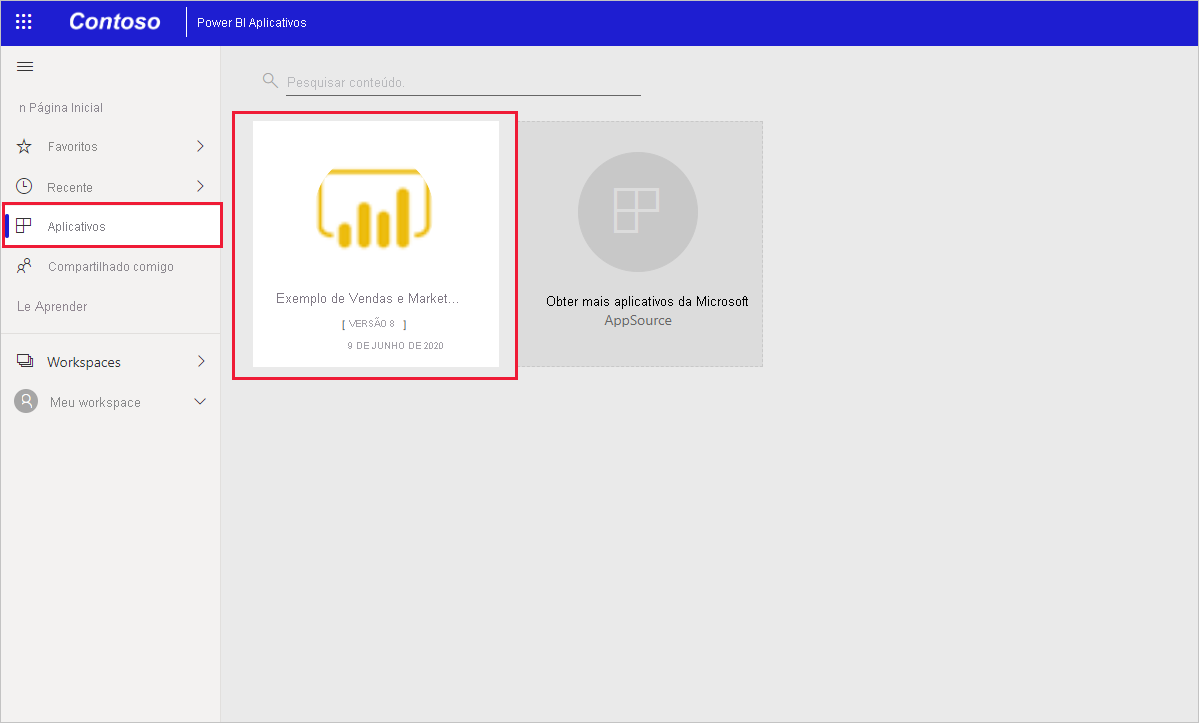 Contoso
Power BI Aplicativos
Pesquisar conteúdo.
n Página Inicial
Favoritos
Recente
Aplicativos
Compartilhado comigo
Le Aprender
Workspaces
Meu workspace
Exemplo de Vendas e Market...
[ VERSÃO 8 ]
9 DE JUNHO DE 2020
Obter mais aplicativos da Microsoft
AppSource